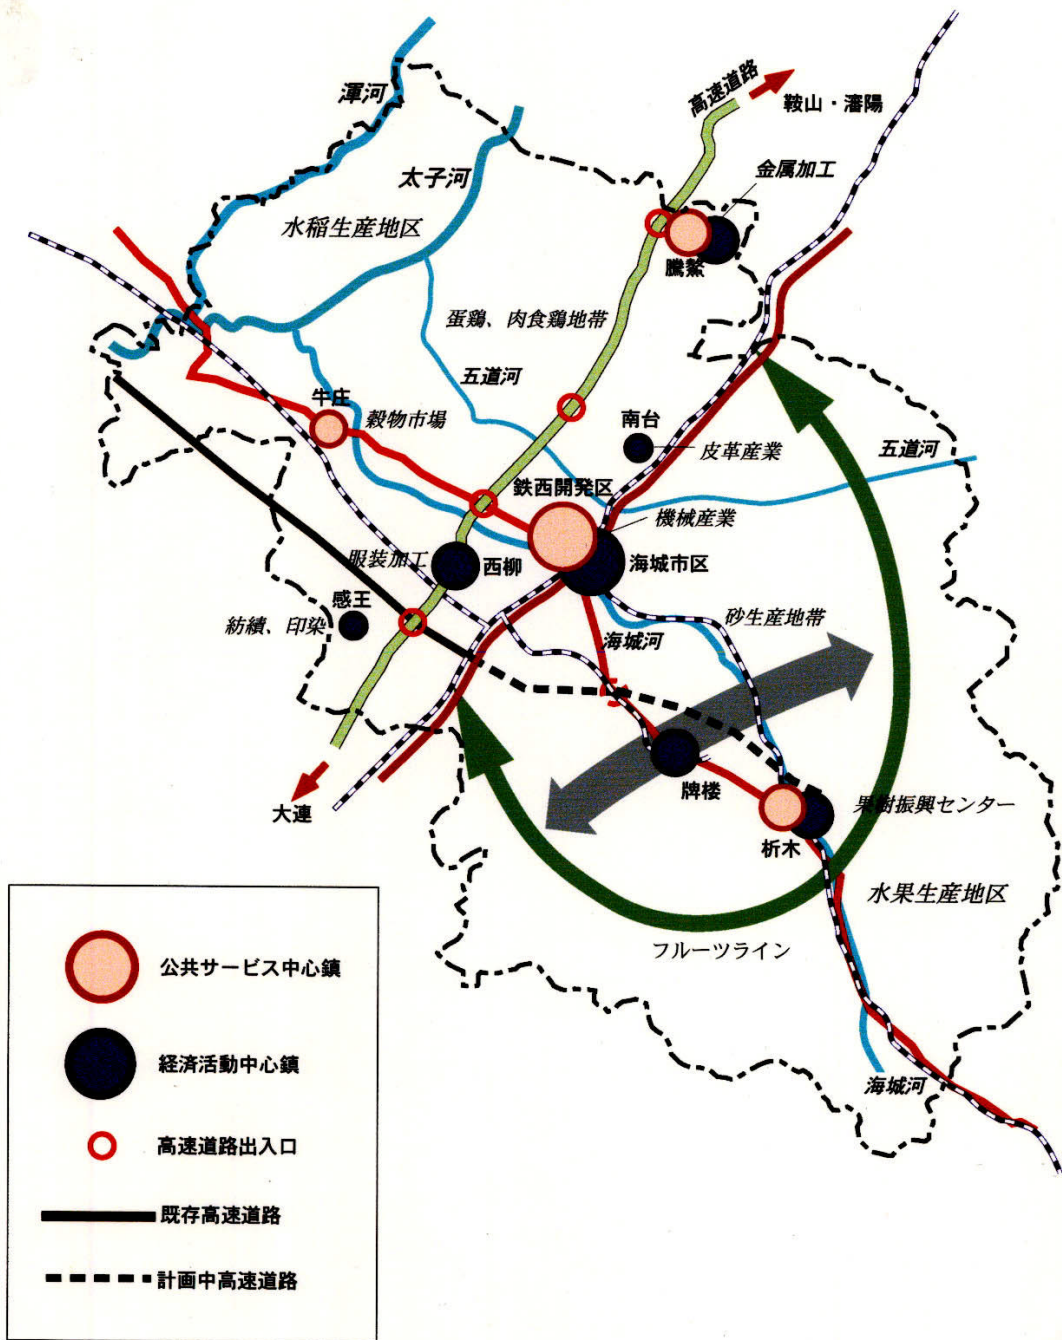 渾河
高速道路
鞍山・瀋陽
太子河
金属加工
水稲生産地区
騰鰲
蛋鶏、肉食鶏地帯
五道河
牛庄
穀物市場
南台
皮革産業
五道河
鉄西開発区
機械産業
服装加工
西柳
海城市区
感王
紡績、印染
砂生産地帯
海城河
牌楼
大連
果樹振興センター
析木
水果生産地区
フルーツライン
海城河
公共サービス中心鎮
経済活動中心鎮
高速道路出入口
既存高速道路
計画中高速道路